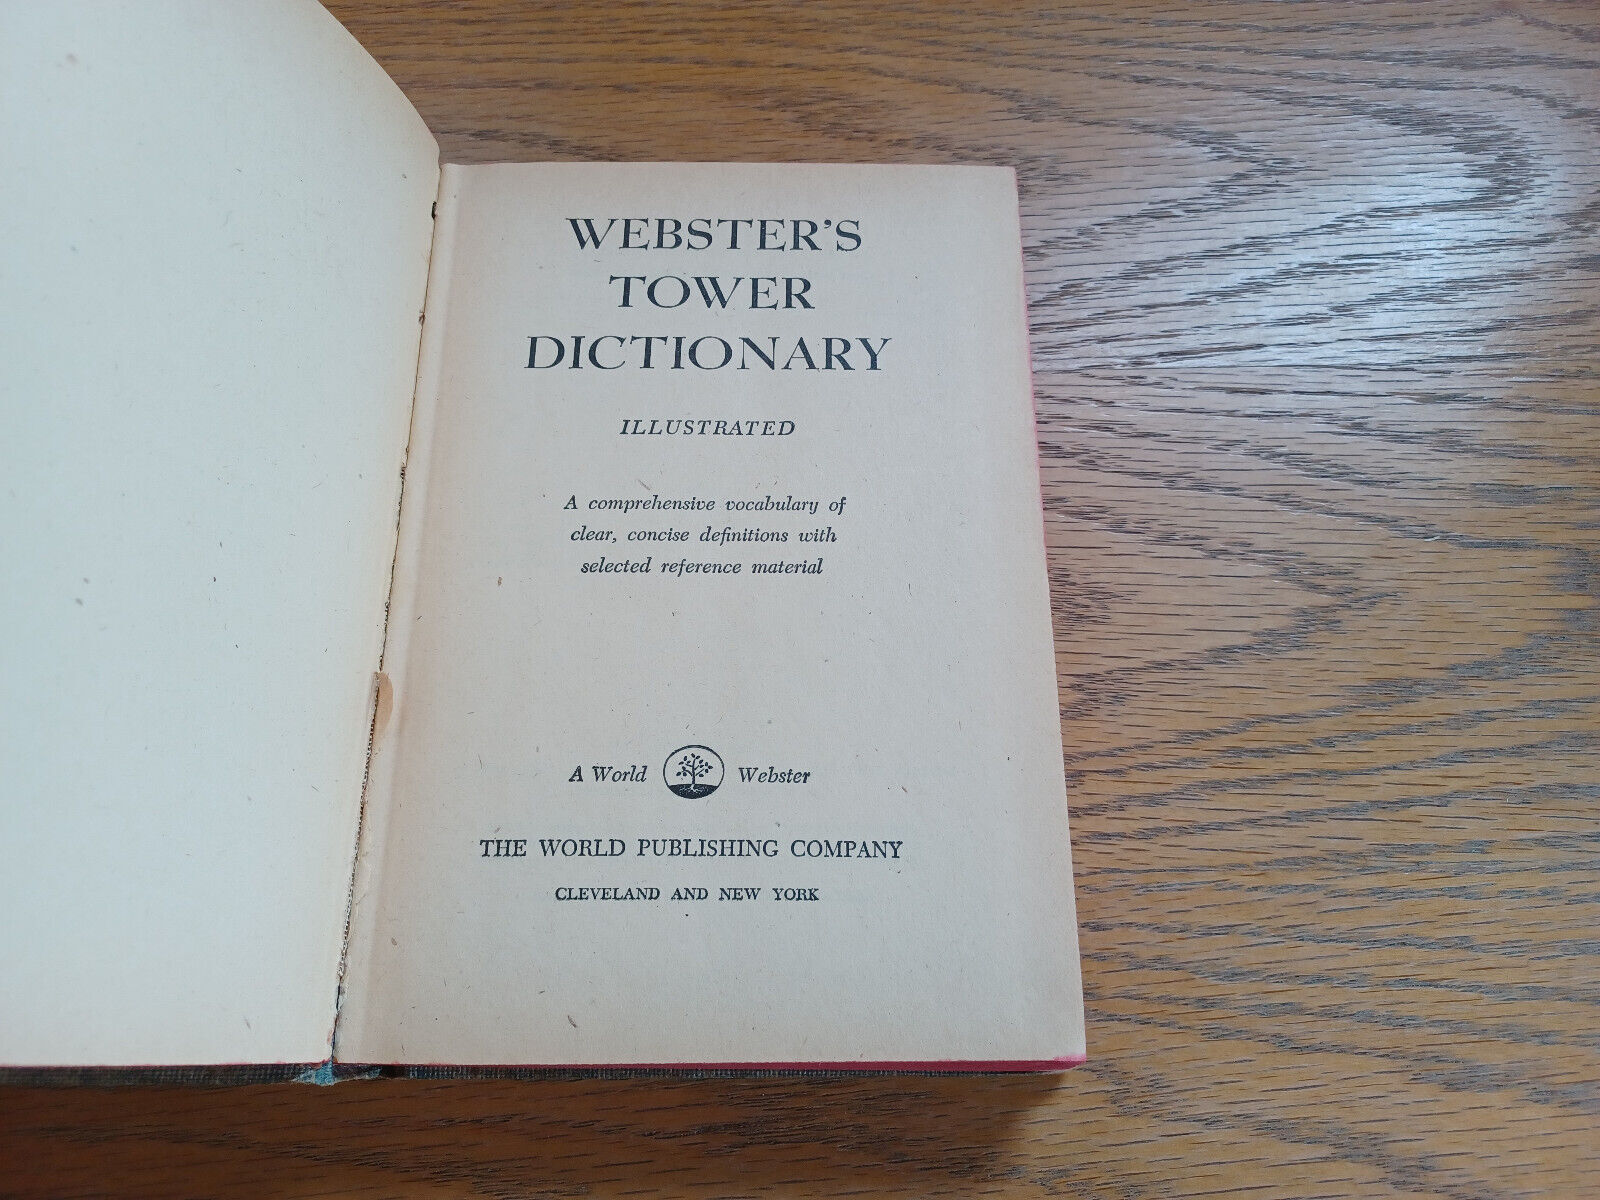 WEBSTER'S
TOWER
DICTIONARY
ILLUSTRATED
A comprehensive vocabulary of
clear, concise definitions with
selected reference material
A World Webster
THE WORLD PUBLISHING COMPANY
CLEVELAND AND NEW YORK